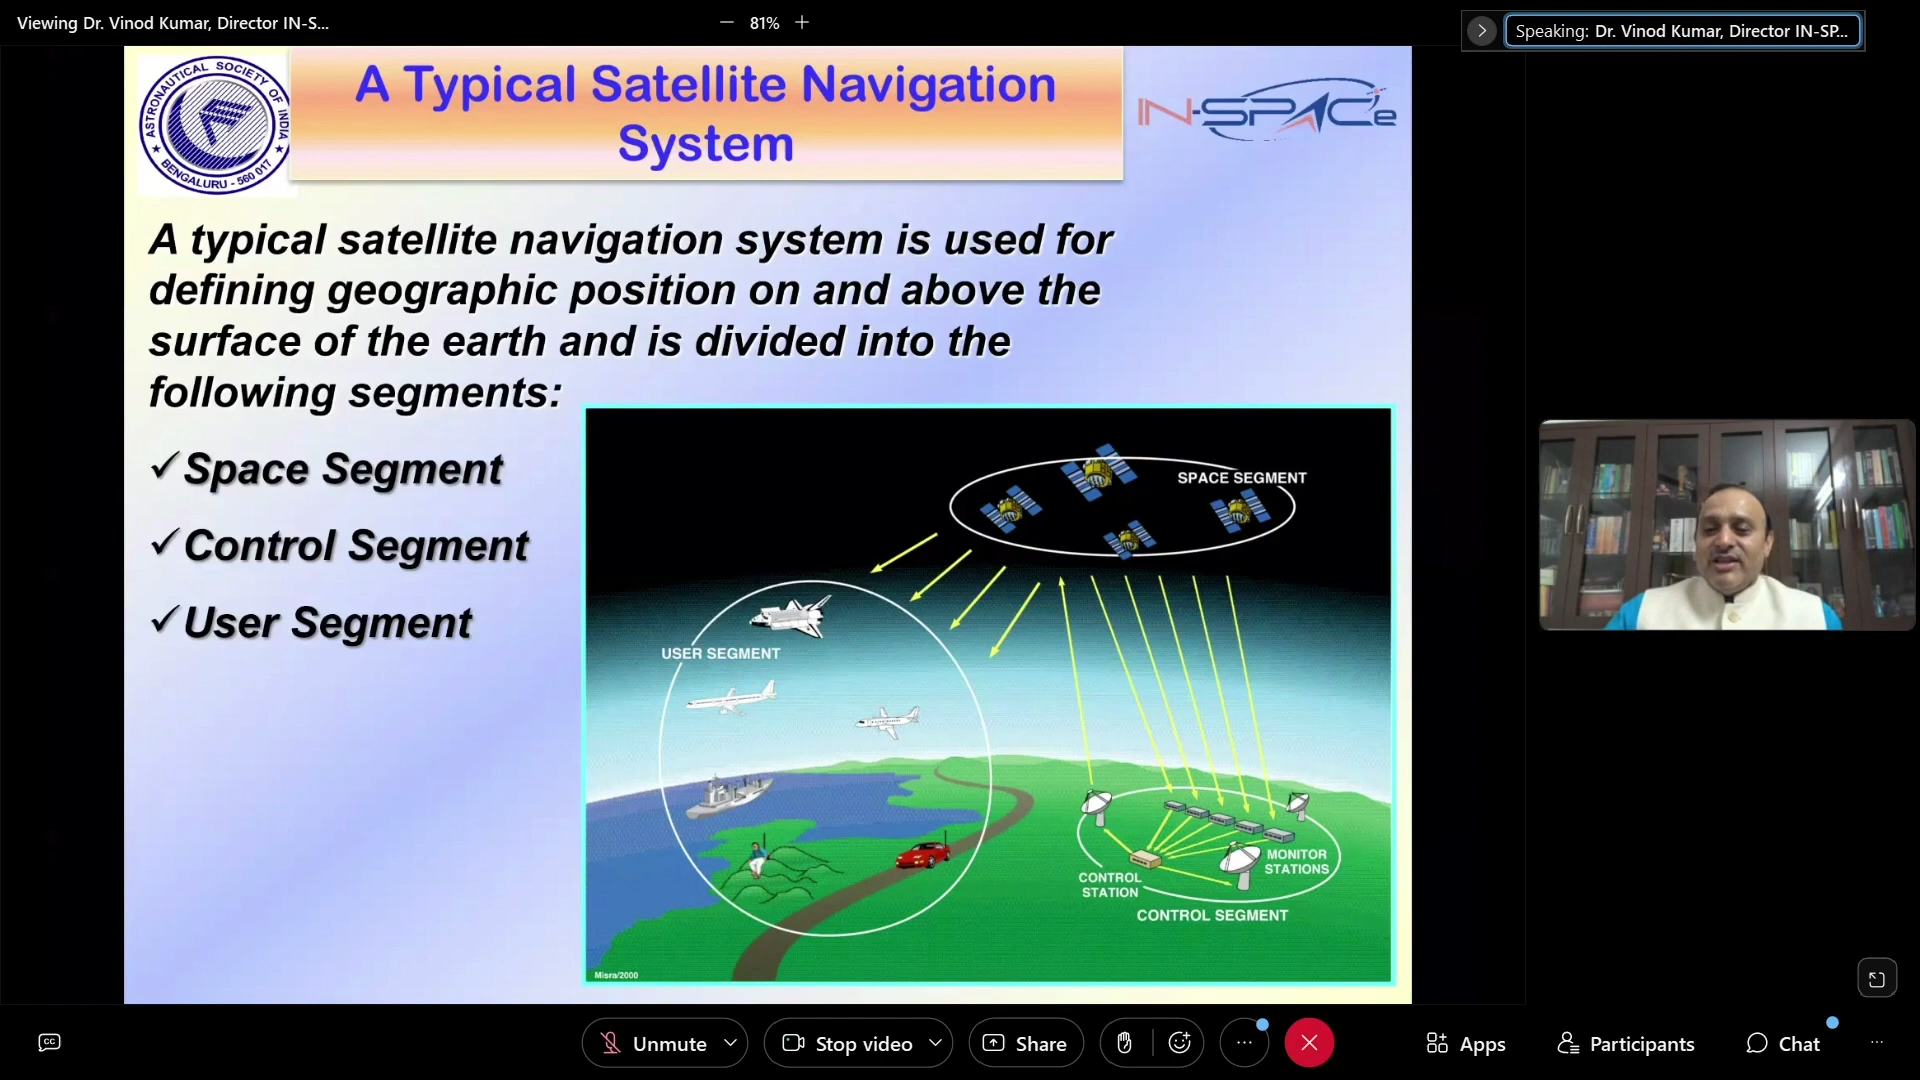 Viewing Dr. Vinod Kumar, Director IN-S...
81%
Speaking: Dr. Vinod Kumar, Director IN-SP...
ASTRONAUTICAL SOCIETY OF INDIA
BENGALURU - 560 017
A Typical Satellite Navigation
System
IN-SPACe
A typical satellite navigation system is used for
defining geographic position on and above the
surface of the earth and is divided into the
following segments:
✓Space Segment
✓Control Segment
✓User Segment
SPACE SEGMENT
USER SEGMENT
MONITOR
STATIONS
CONTROL
STATION
CONTROL SEGMENT
Misra/2000
CC
Unmute
Stop video
Share
Apps
Participants
Chat